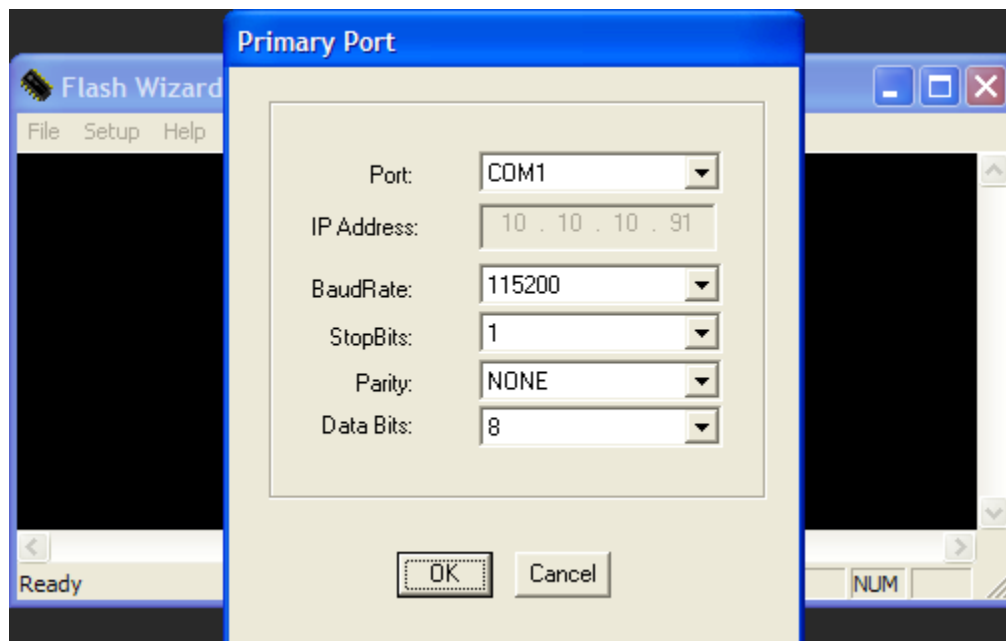 Primary Port
Flash Wizard
File Setup Help
Port: COM1
IP Address: 10 . 10 . 10 . 91
BaudRate: 115200
StopBits: 1
Parity: NONE
Data Bits: 8
OK Cancel
Ready NUM